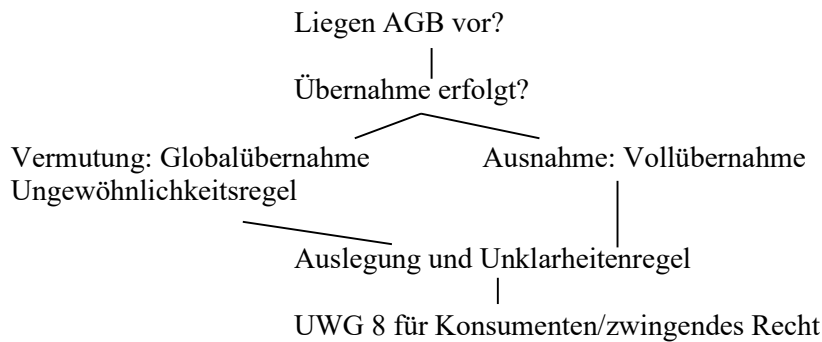 Liegen AGB vor?
Übernahme erfolgt?
Vermutung: Globalübernahme
Ungewöhnlichkeitsregel
Ausnahme: Vollübernahme
Auslegung und Unklarheitenregel
UWG 8 für Konsumenten/zwingendes Recht